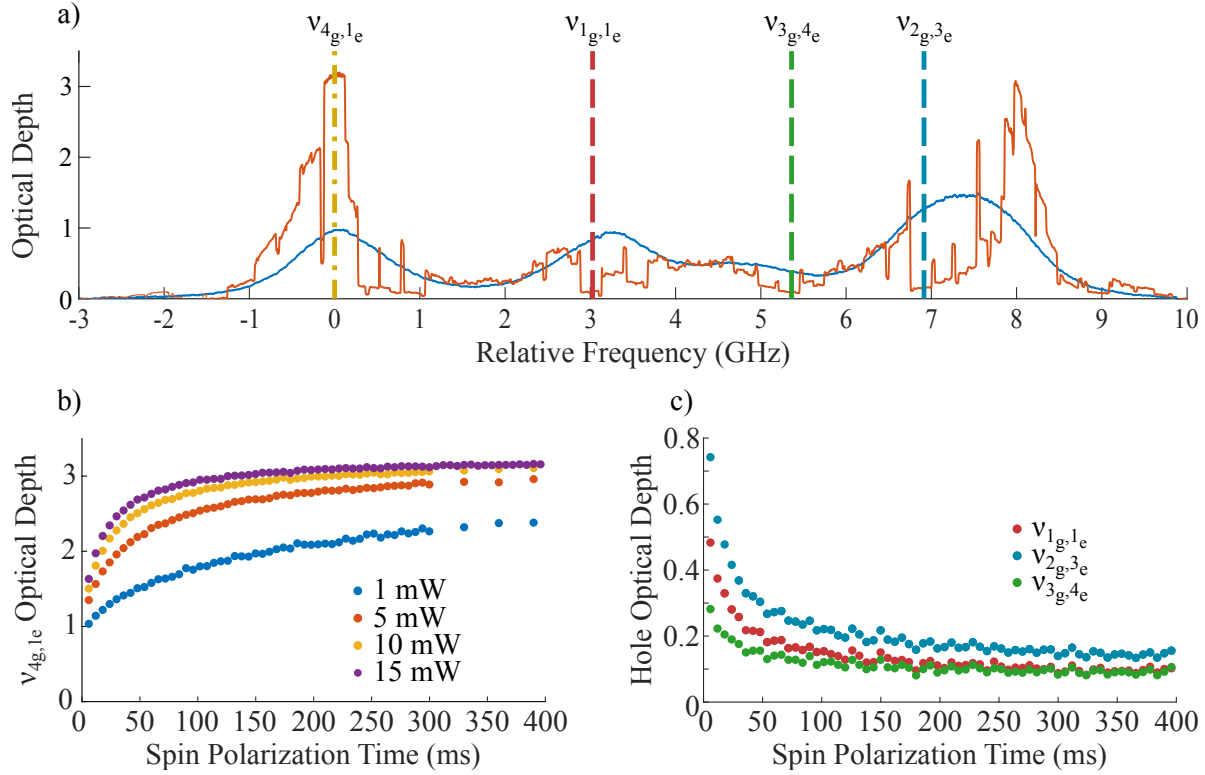 a)
ν4g,1e ν1g,1e ν3g,4e ν2g,3e
3
2
1
0
Optical Depth
-3 -2 -1 0 1 2 3 4 5 6 7 8 9 10
Relative Frequency (GHz)
b)
3
2
1
0
ν4g,1e Optical Depth
1 mW
5 mW
10 mW
15 mW
0 50 100 150 200 250 300 350 400
Spin Polarization Time (ms)
c)
0.8
0.6
0.4
0.2
0
Hole Optical Depth
ν1g,1e
ν2g,3e
ν3g,4e
0 50 100 150 200 250 300 350 400
Spin Polarization Time (ms)